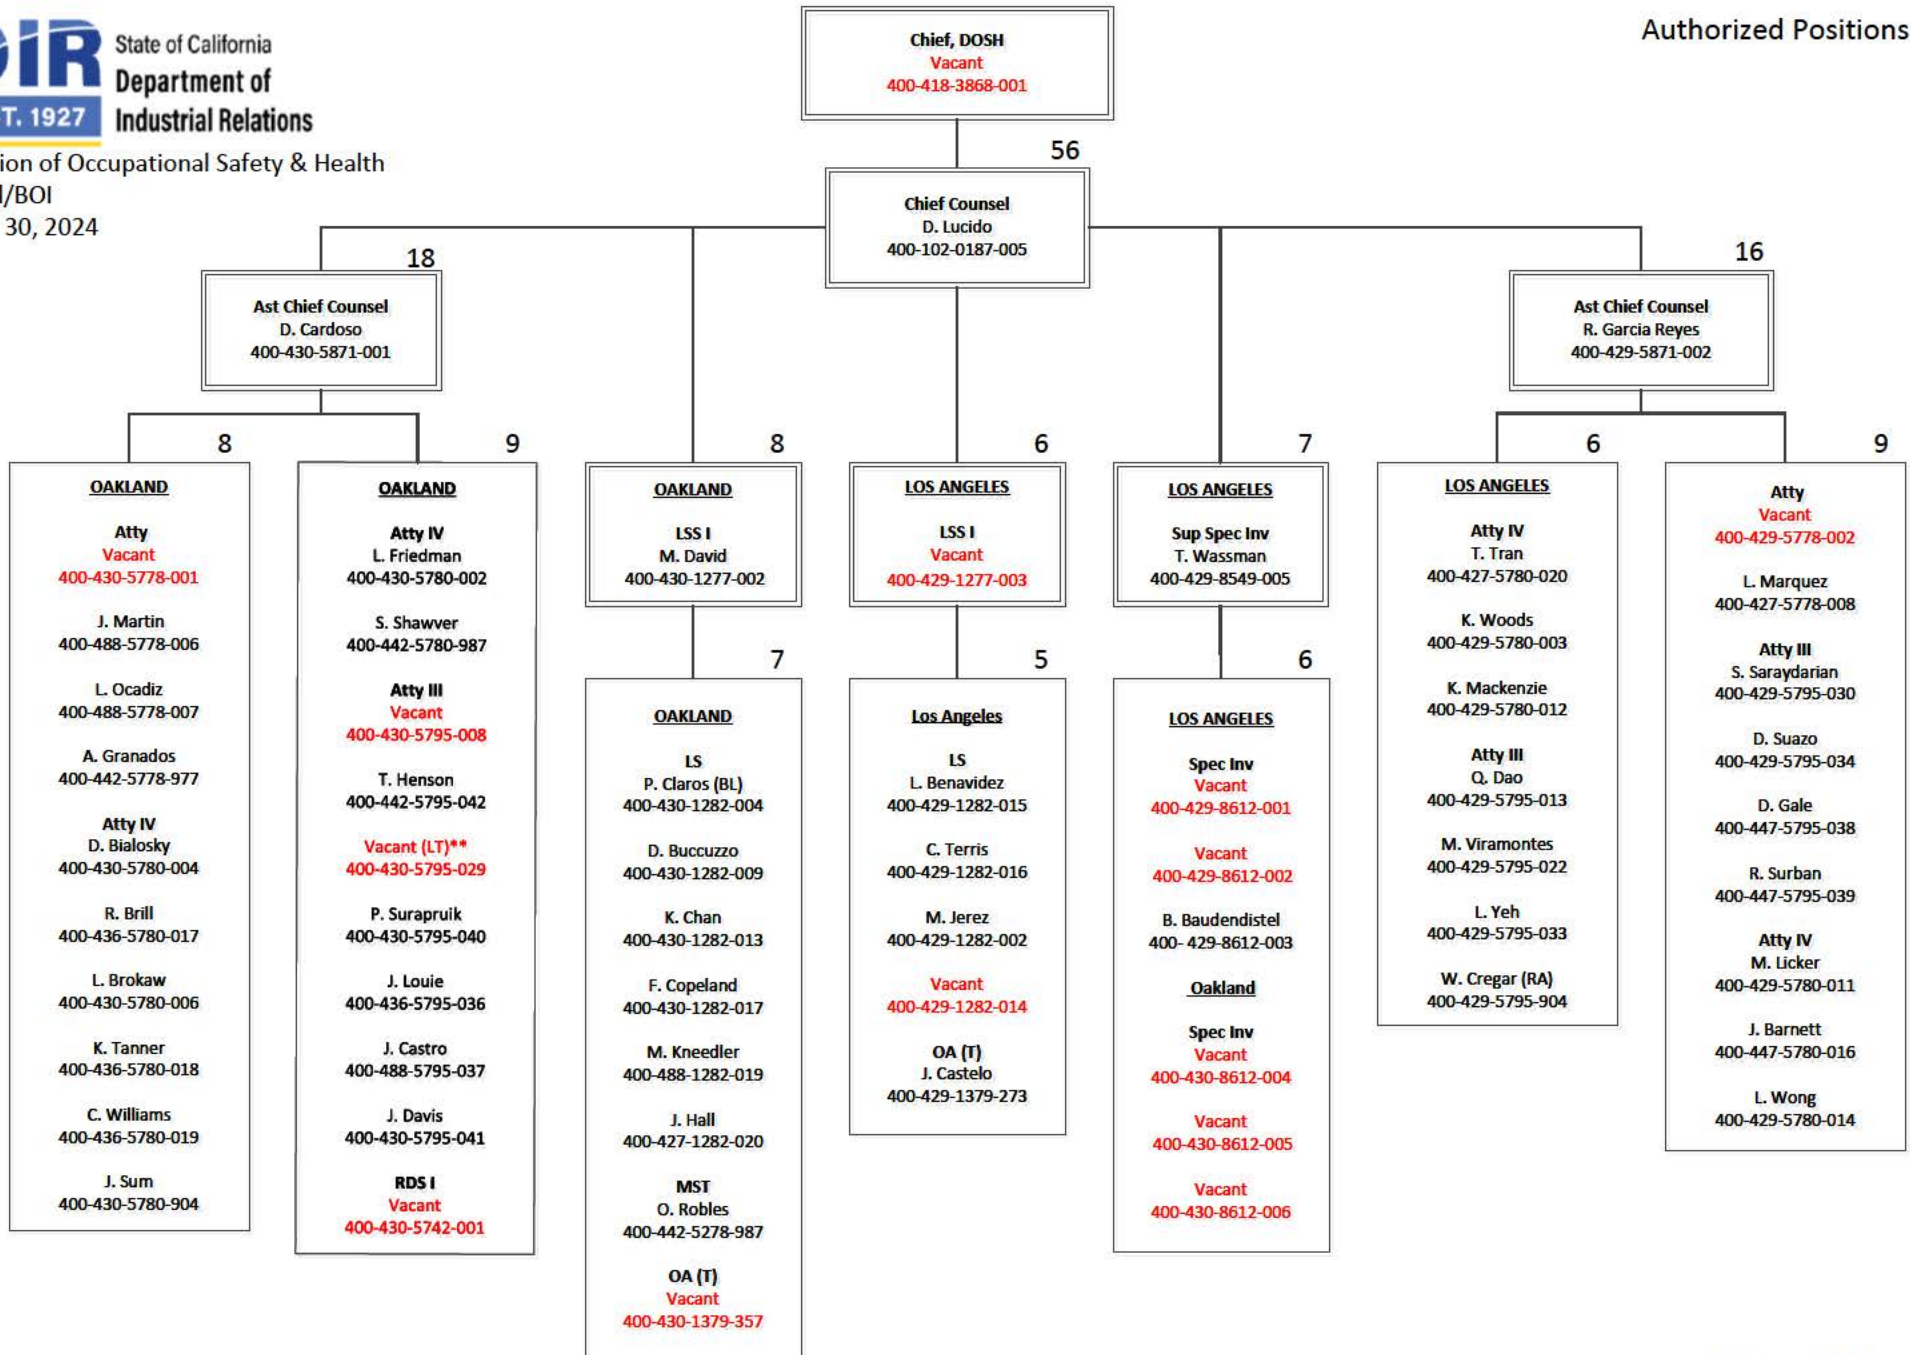 State of California
Department of
Industrial Relations
T. 1927
ion of Occupational Safety & Health
/BOI
30, 2024
Authorized Positions
Chief, DOSH
Vacant
400-418-3868-001
56
Chief Counsel
D. Lucido
400-102-0187-005
18
Ast Chief Counsel
D. Cardoso
400-430-5871-001
16
Ast Chief Counsel
R. Garcia Reyes
400-429-5871-002
8
OAKLAND
Atty
Vacant
400-430-5778-001
J. Martin
400-488-5778-006
L. Ocadiz
400-488-5778-007
A. Granados
400-442-5778-977
Atty IV
D. Bialosky
400-430-5780-004
R. Brill
400-436-5780-017
L. Brokaw
400-430-5780-006
K. Tanner
400-436-5780-018
C. Williams
400-436-5780-019
J. Sum
400-430-5780-904
9
OAKLAND
Atty IV
L. Friedman
400-430-5780-002
S. Shawver
400-442-5780-987
Atty III
Vacant
400-430-5795-008
T. Henson
400-442-5795-042
Vacant (LT)**
400-430-5795-029
P. Surapruik
400-430-5795-040
J. Louie
400-436-5795-036
J. Castro
400-488-5795-037
J. Davis
400-430-5795-041
RDS I
Vacant
400-430-5742-001
8
OAKLAND
LSS I
M. David
400-430-1277-002
7
OAKLAND
LS
P. Claros (BL)
400-430-1282-004
D. Buccuzzo
400-430-1282-009
K. Chan
400-430-1282-013
F. Copeland
400-430-1282-017
M. Kneedler
400-488-1282-019
J. Hall
400-427-1282-020
MST
O. Robles
400-442-5278-987
OA (T)
Vacant
400-430-1379-357
6
LOS ANGELES
LSS I
Vacant
400-429-1277-003
5
Los Angeles
LS
L. Benavidez
400-429-1282-015
C. Terris
400-429-1282-016
M. Jerez
400-429-1282-002
Vacant
400-429-1282-014
OA (T)
J. Castelo
400-429-1379-273
7
LOS ANGELES
Sup Spec Inv
T. Wassman
400-429-8549-005
6
LOS ANGELES
Spec Inv
Vacant
400-429-8612-001
Vacant
400-429-8612-002
B. Baudendistel
400- 429-8612-003
Oakland
Spec Inv
Vacant
400-430-8612-004
Vacant
400-430-8612-005
Vacant
400-430-8612-006
6
LOS ANGELES
Atty IV
T. Tran
400-427-5780-020
K. Woods
400-429-5780-003
K. Mackenzie
400-429-5780-012
Atty III
Q. Dao
400-429-5795-013
M. Viramontes
400-429-5795-022
L. Yeh
400-429-5795-033
W. Cregar (RA)
400-429-5795-904
9
Atty
Vacant
400-429-5778-002
L. Marquez
400-427-5778-008
Atty III
S. Saraydarian
400-429-5795-030
D. Suazo
400-429-5795-034
D. Gale
400-447-5795-038
R. Surban
400-447-5795-039
Atty IV
M. Licker
400-429-5780-011
J. Barnett
400-447-5780-016
L. Wong
400-429-5780-014